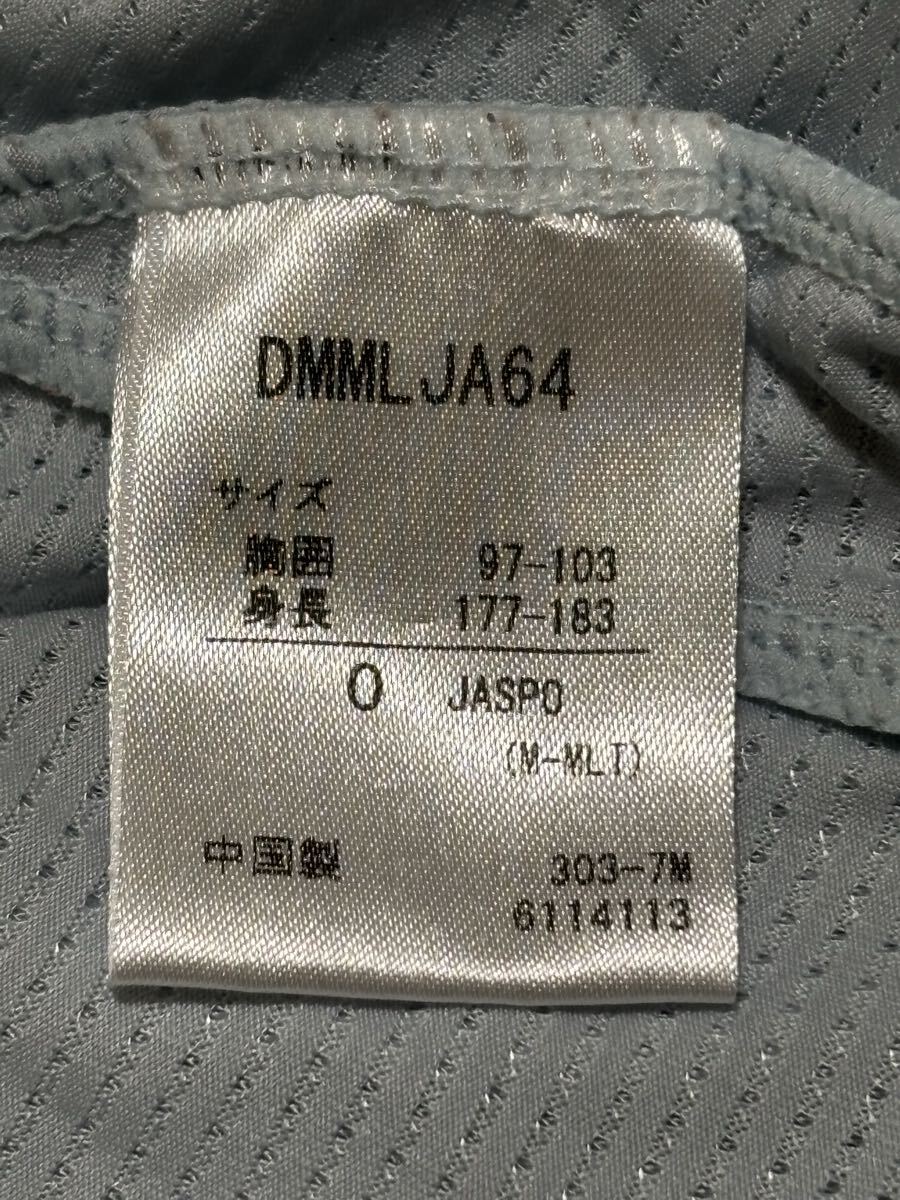 DMMLJA64
サイズ
胸囲 97-103
身長 177-183
O JASPO
(M-MLT)
中国製 303-7M
6114113